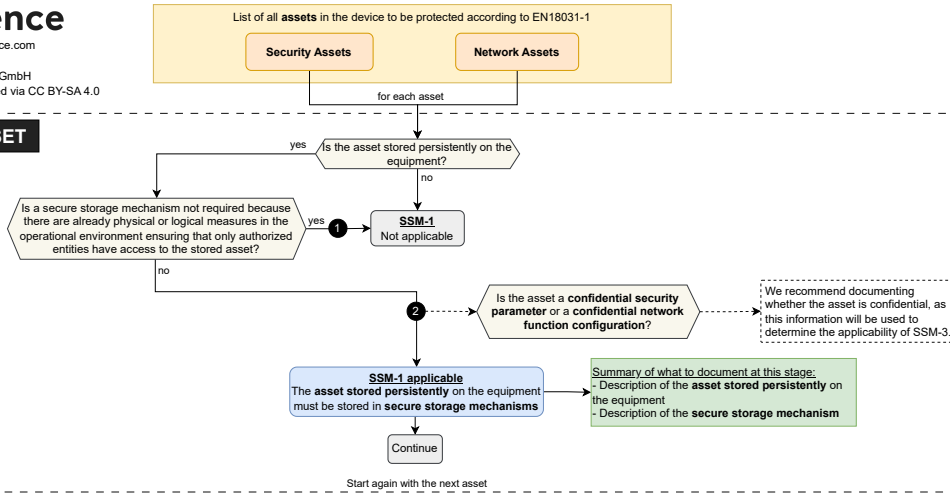 ence
ce.com
GmbH
d via CC BY-SA 4.0
List of all assets in the device to be protected according to EN18031-1
Security Assets
Network Assets
for each asset
SET
Is the asset stored persistently on the
equipment?
yes
no
Is a secure storage mechanism not required because
there are already physical or logical measures in the
operational environment ensuring that only authorized
entities have access to the stored asset?
yes
1
SSM-1
Not applicable
no
2
Is the asset a confidential security
parameter or a confidential network
function configuration?
We recommend documenting
whether the asset is confidential, as
this information will be used to
determine the applicability of SSM-3.
SSM-1 applicable
The asset stored persistently on the equipment
must be stored in secure storage mechanisms
Summary of what to document at this stage:
- Description of the asset stored persistently on
the equipment
- Description of the secure storage mechanism
Continue
Start again with the next asset